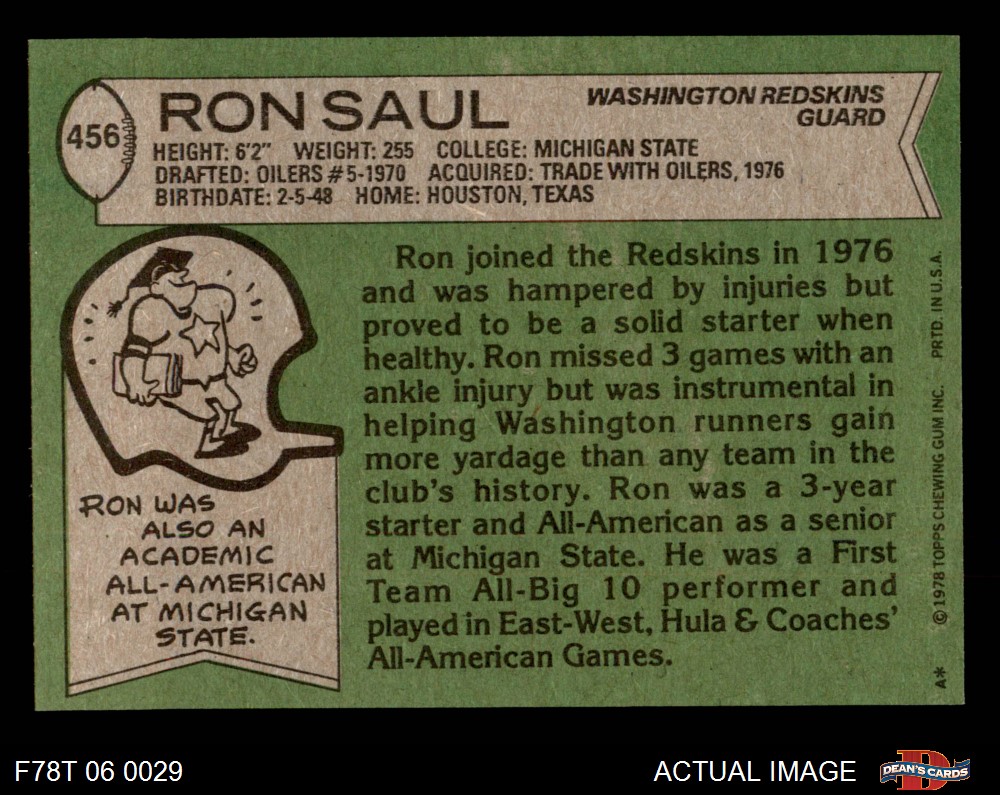 456
RON SAUL
WASHINGTON REDSKINS
GUARD
HEIGHT: 6'2" WEIGHT: 255 COLLEGE: MICHIGAN STATE
DRAFTED: OILERS #5-1970 ACQUIRED: TRADE WITH OILERS, 1976
BIRTHDATE: 2-5-48 HOME: HOUSTON, TEXAS
Ron joined the Redskins in 1976
and was hampered by injuries but
proved to be a solid starter when
healthy. Ron missed 3 games with an
ankle injury but was instrumental in
helping Washington runners gain
more yardage than any team in the
club's history. Ron was a 3-year
starter and All-American as a senior
at Michigan State. He was a First
Team All-Big 10 performer and
played in East-West, Hula & Coaches'
All-American Games.
RON WAS
ALSO AN
ACADEMIC
ALL-AMERICAN
AT MICHIGAN
STATE.
A* © 1978 TOPPS CHEWING GUM INC. PRTD. IN U.S.A.
F78T 06 0029
ACTUAL IMAGE
D
DEAN'S CARDS